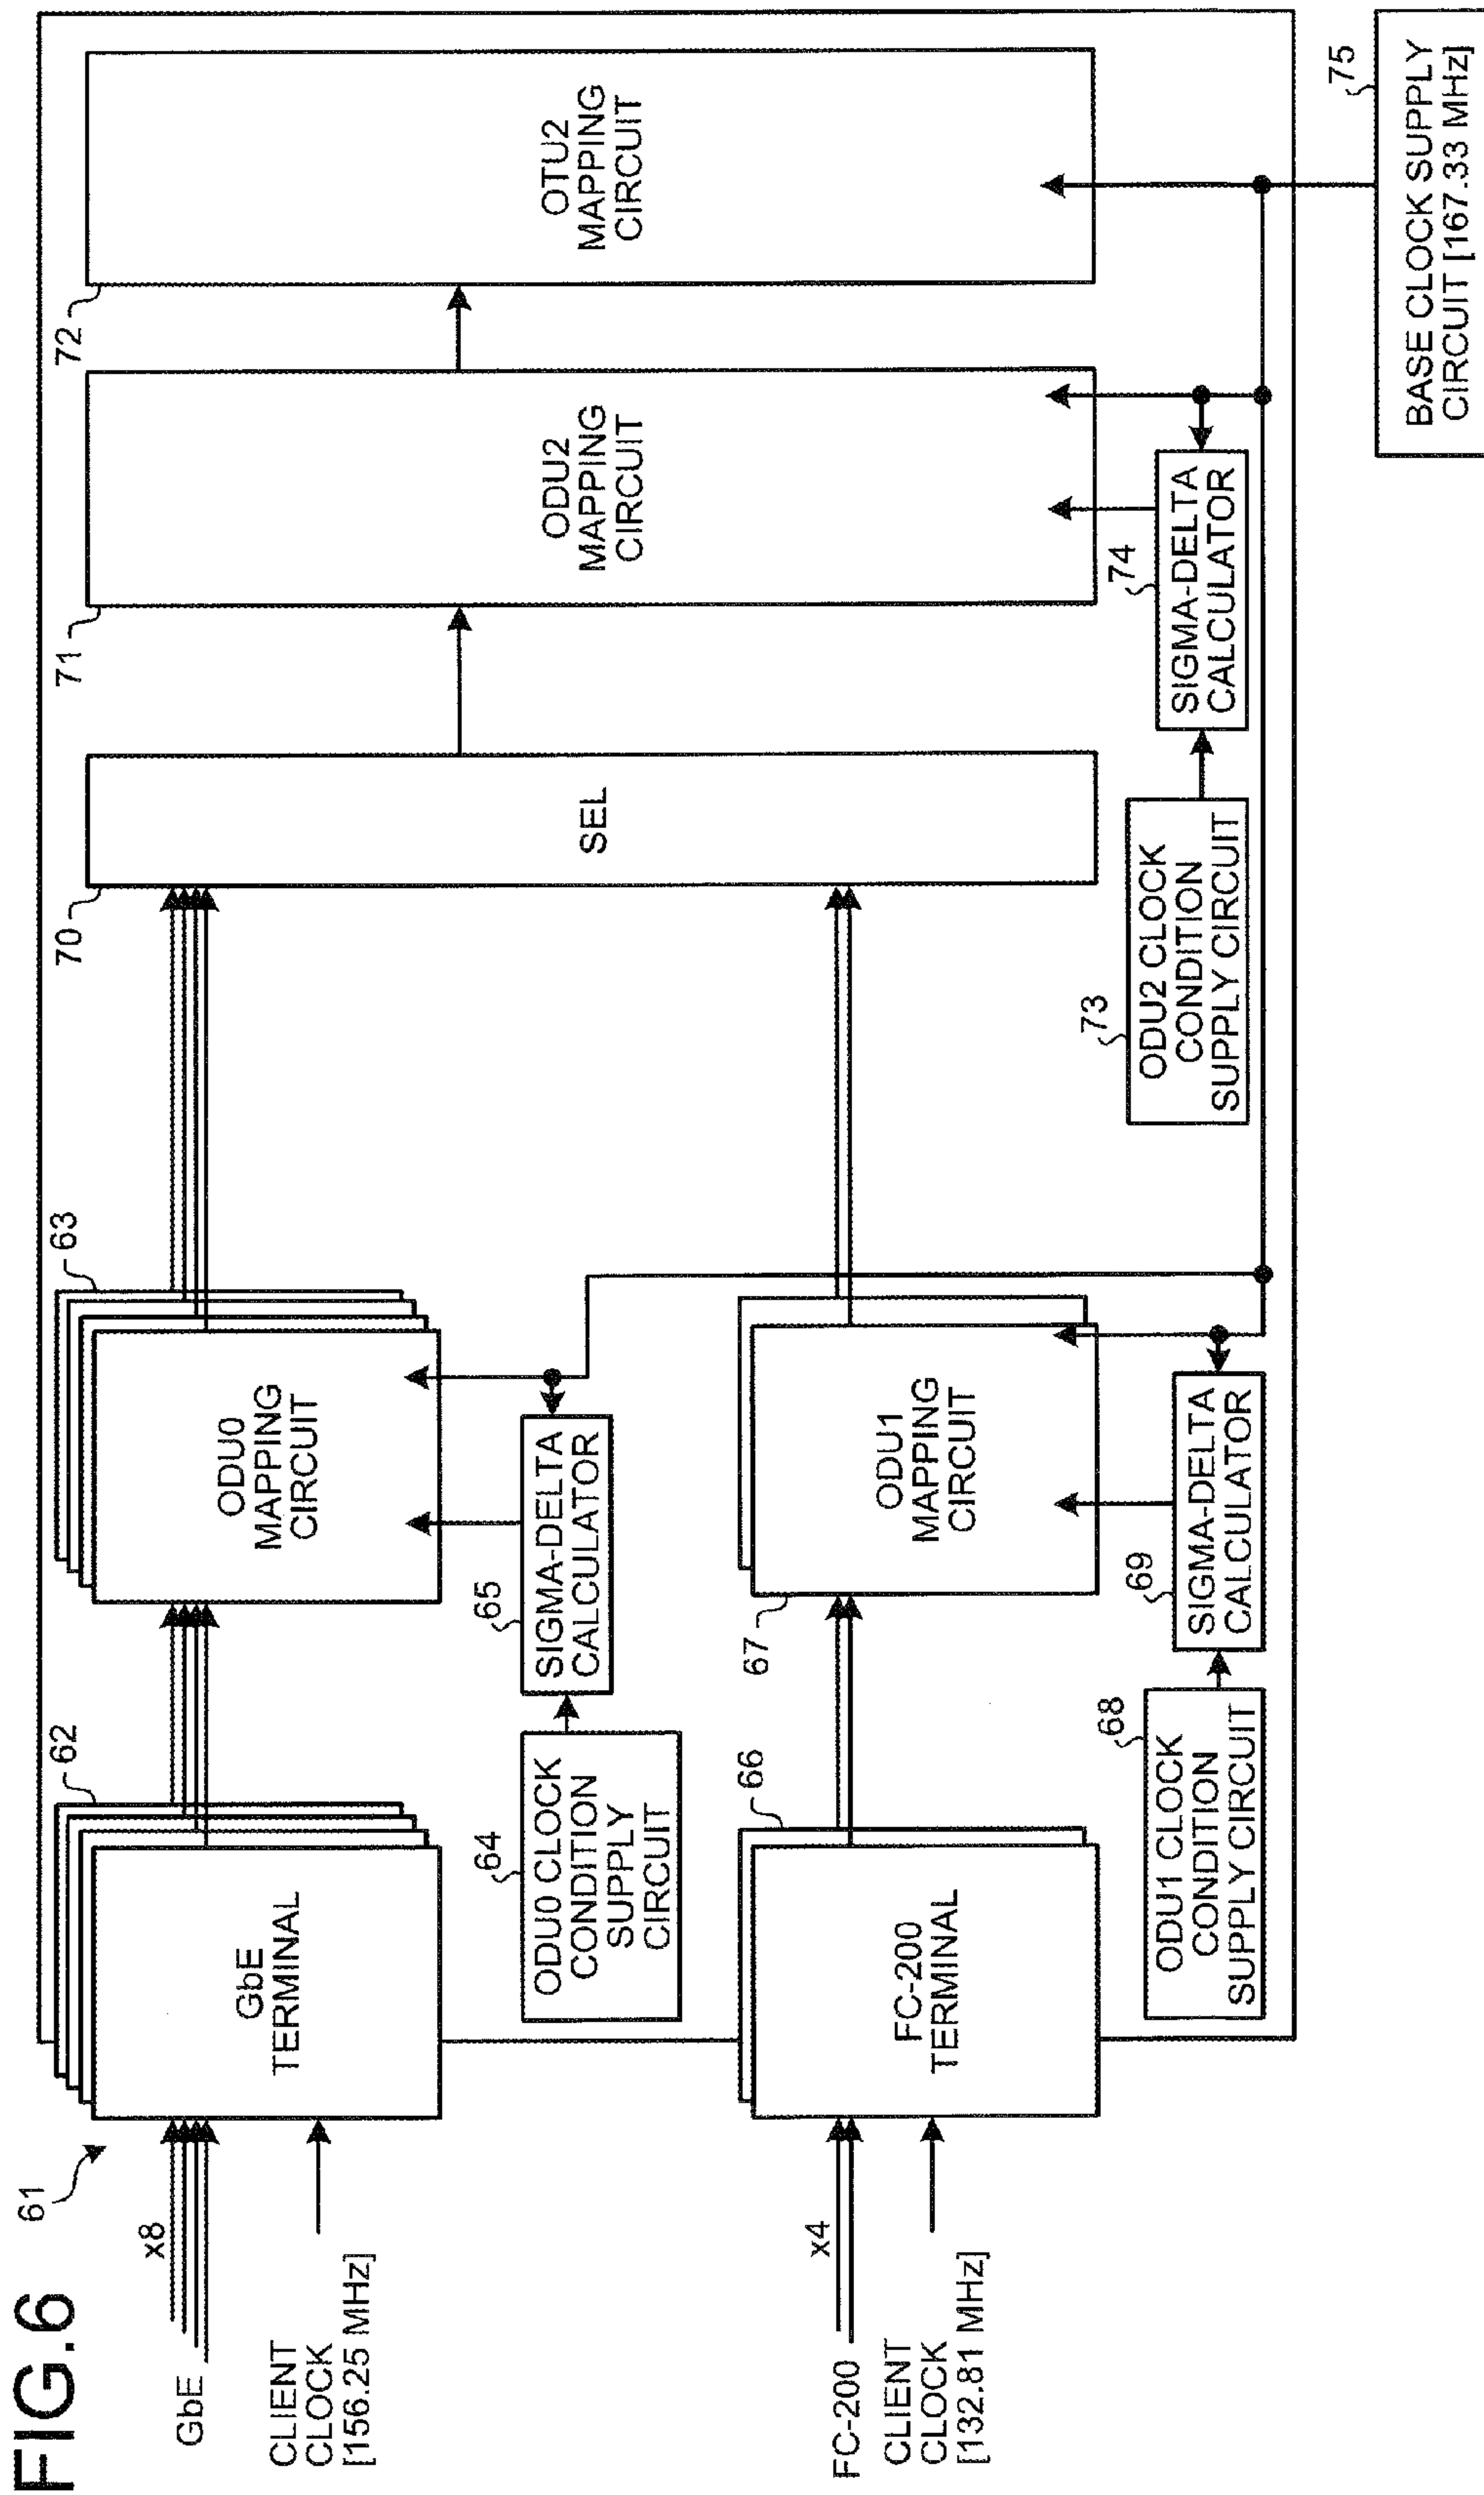 FIG.6
61
GbE
x8
CLIENT
CLOCK
[156.25 MHz]
62
GbE
TERMINAL
63
ODU0
MAPPING
CIRCUIT
64
ODU0 CLOCK
CONDITION
SUPPLY
CIRCUIT
65
SIGMA-DELTA
CALCULATOR
FC-200
x4
CLIENT
CLOCK
[132.81 MHz]
66
FC-200
TERMINAL
67
ODU1
MAPPING
CIRCUIT
68
ODU1 CLOCK
CONDITION
SUPPLY CIRCUIT
69
SIGMA-DELTA
CALCULATOR
70
SEL
71
ODU2
MAPPING
CIRCUIT
72
OTU2
MAPPING
CIRCUIT
73
ODU2 CLOCK
CONDITION
SUPPLY CIRCUIT
74
SIGMA-DELTA
CALCULATOR
75
BASE CLOCK SUPPLY
CIRCUIT [167.33 MHz]